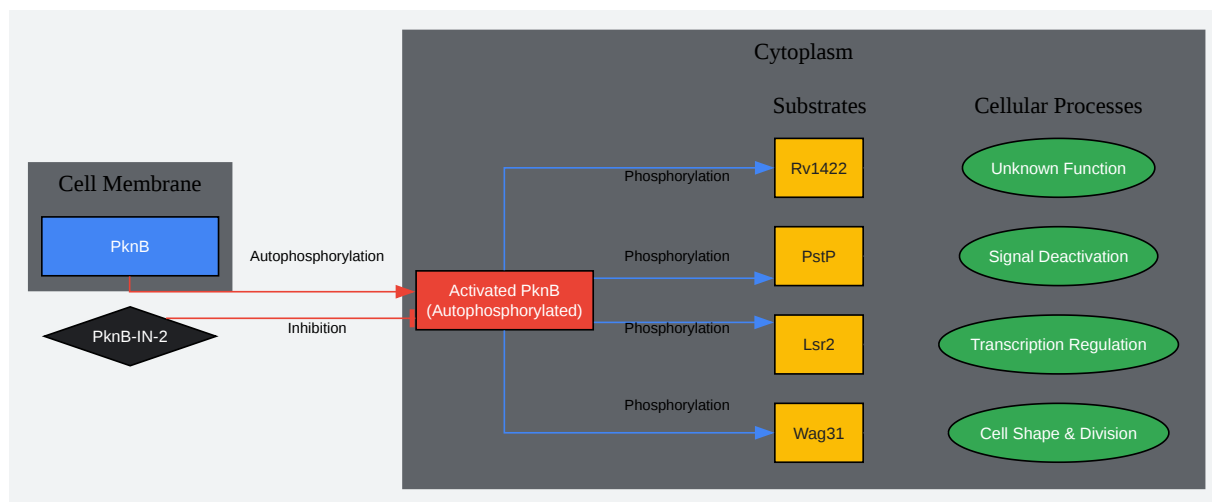 Cytoplasm
Substrates
Cellular Processes
Cell Membrane
PknB
PknB-IN-2
Autophosphorylation
Inhibition
Activated PknB
(Autophosphorylated)
Phosphorylation
Rv1422
Unknown Function
Phosphorylation
PstP
Signal Deactivation
Phosphorylation
Lsr2
Transcription Regulation
Phosphorylation
Wag31
Cell Shape & Division